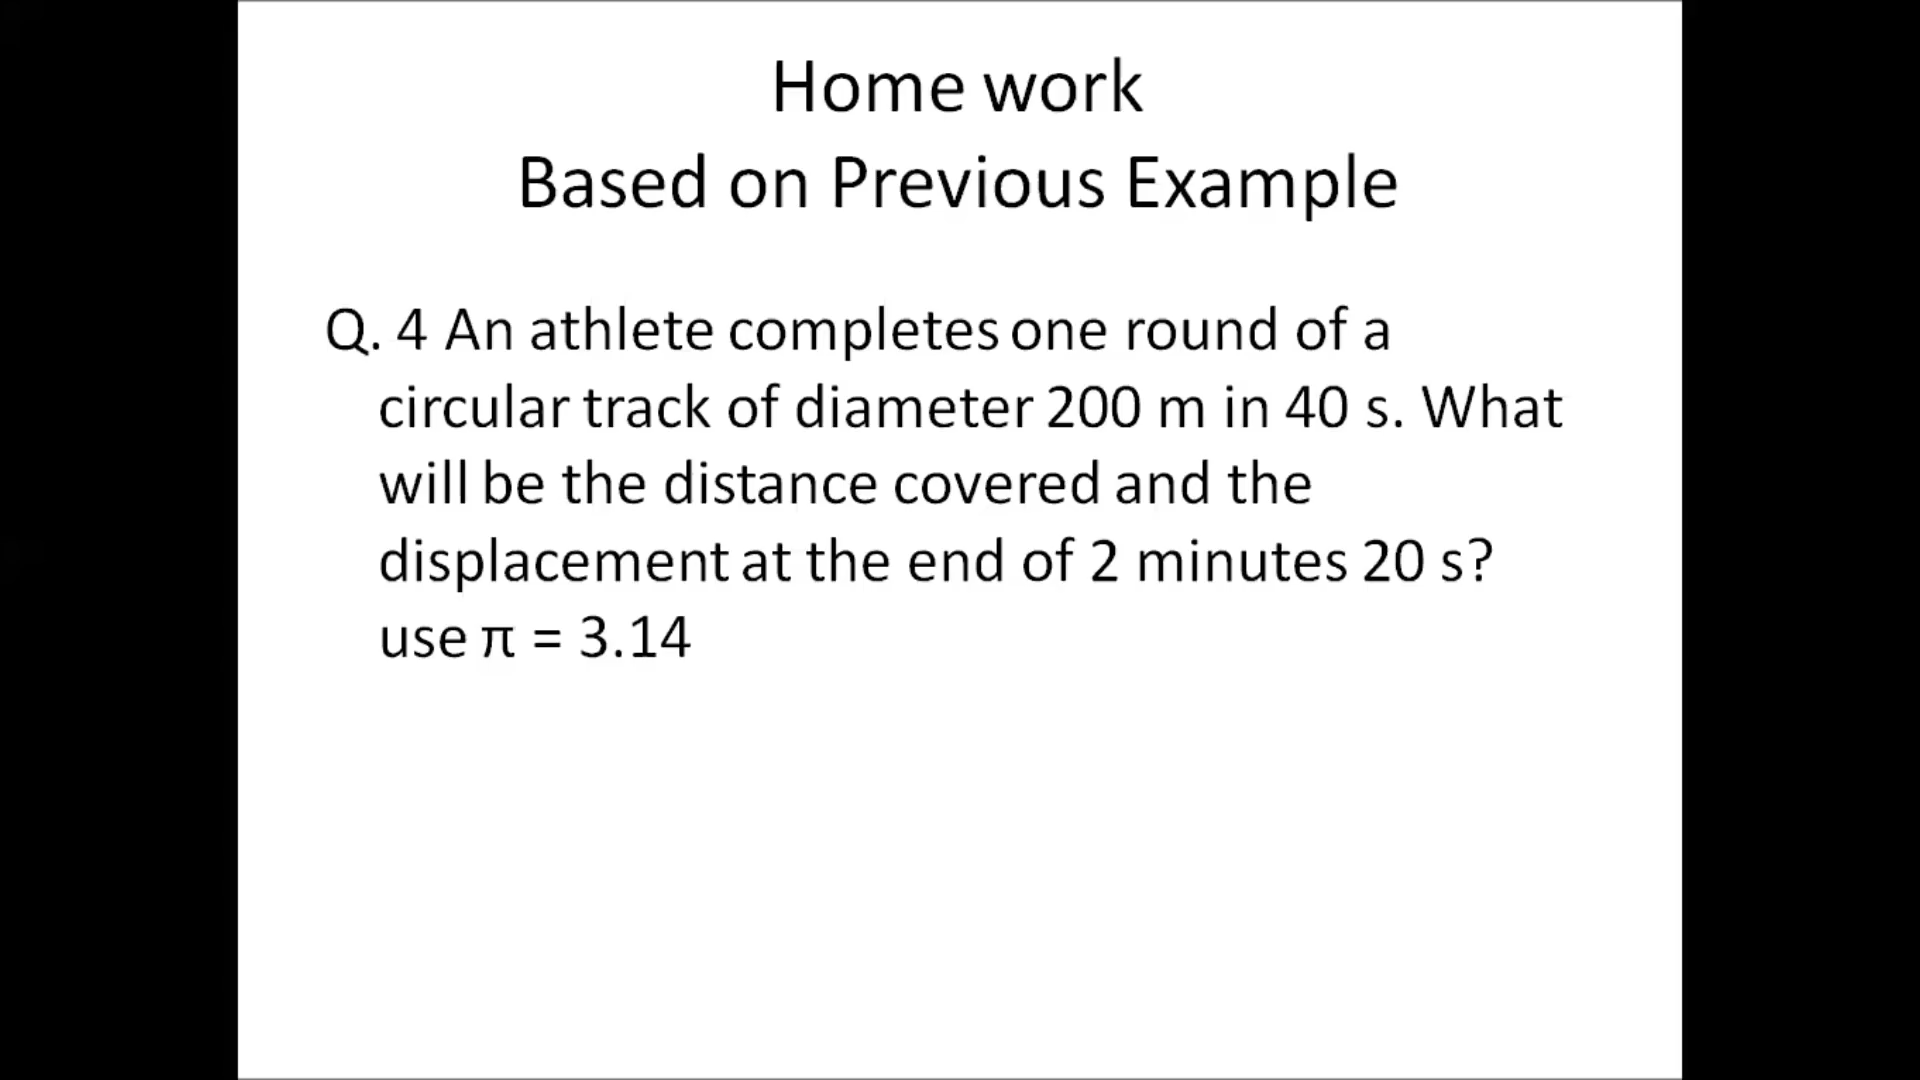 Home work
Based on Previous Example
Q. 4 An athlete completes one round of a
circular track of diameter 200 m in 40 s. What
will be the distance covered and the
displacement at the end of 2 minutes 20 s?
use π = 3.14